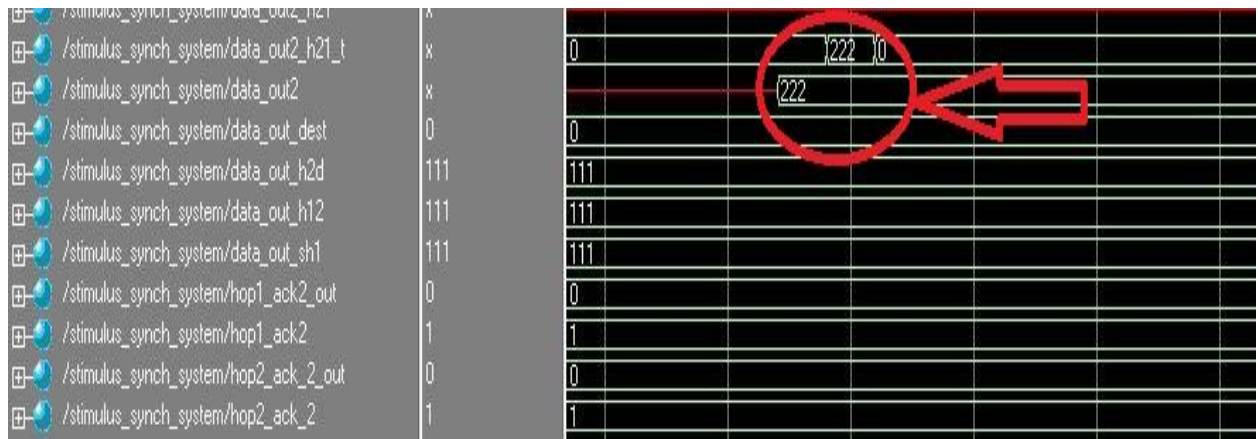 /stimulus_synch_system/data_out2_h21
/stimulus_synch_system/data_out2_h21_t x 0 222 0
/stimulus_synch_system/data_out2 x 222
/stimulus_synch_system/data_out_dest 0 0
/stimulus_synch_system/data_out_h2d 111 111
/stimulus_synch_system/data_out_h12 111 111
/stimulus_synch_system/data_out_sh1 111 111
/stimulus_synch_system/hop1_ack2_out 0 0
/stimulus_synch_system/hop1_ack2 1 1
/stimulus_synch_system/hop2_ack_2_out 0 0
/stimulus_synch_system/hop2_ack_2 1 1